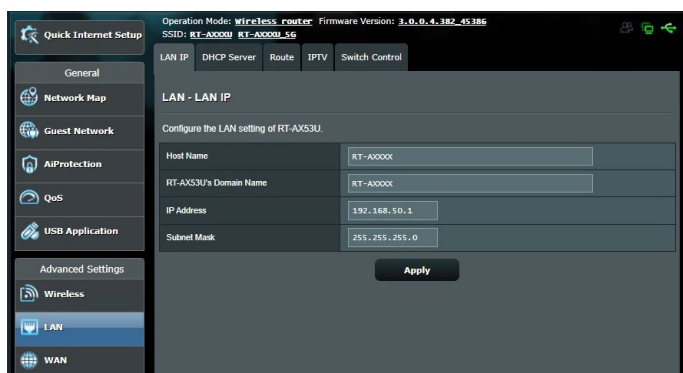 Quick Internet Setup
General
Network Map
Guest Network
AiProtection
QoS
USB Application
Advanced Settings
Wireless
LAN
WAN
Operation Mode: Wireless router Firmware Version: 3.0.0.4.382_45386
SSID: RT-AXXXU RT-AXXXU_5G
LAN IP DHCP Server Route IPTV Switch Control
LAN - LAN IP
Configure the LAN setting of RT-AX53U.
Host Name RT-AXXXX
RT-AX53U's Domain Name RT-AXXXX
IP Address 192.168.50.1
Subnet Mask 255.255.255.0
Apply